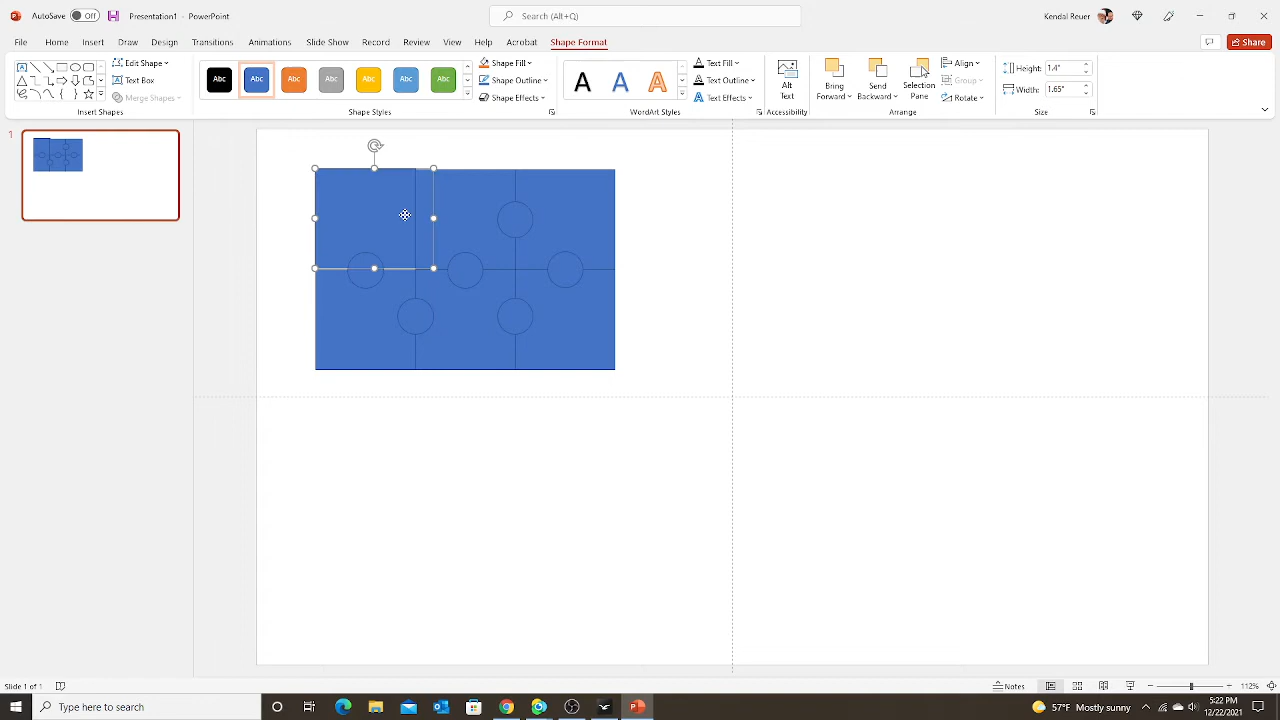 AutoSave Off Presentation1 - PowerPoint Search (Alt+Q) Kendal Reuer
File Home Insert Draw Design Transitions Animations Slide Show Record Review View Help Acrobat Shape Format Share
Edit Shape
Text Box
Merge Shapes
Insert Shapes
Abc Abc Abc Abc Abc Abc Abc
Shape Fill
Shape Outline
Shape Effects
Shape Styles
A A A
Text Fill
Text Outline
Text Effects
WordArt Styles
Alt
Text
Accessibility
Bring
Forward
Send
Backward
Selection
Pane
Align
Group
Rotate
Arrange
Height: 1.4"
Width: 1.65"
Size
1
Slide 1 of 1 Notes 112%
Type here to search 57°F Mostly sunny 5:22 PM
12/22/2021